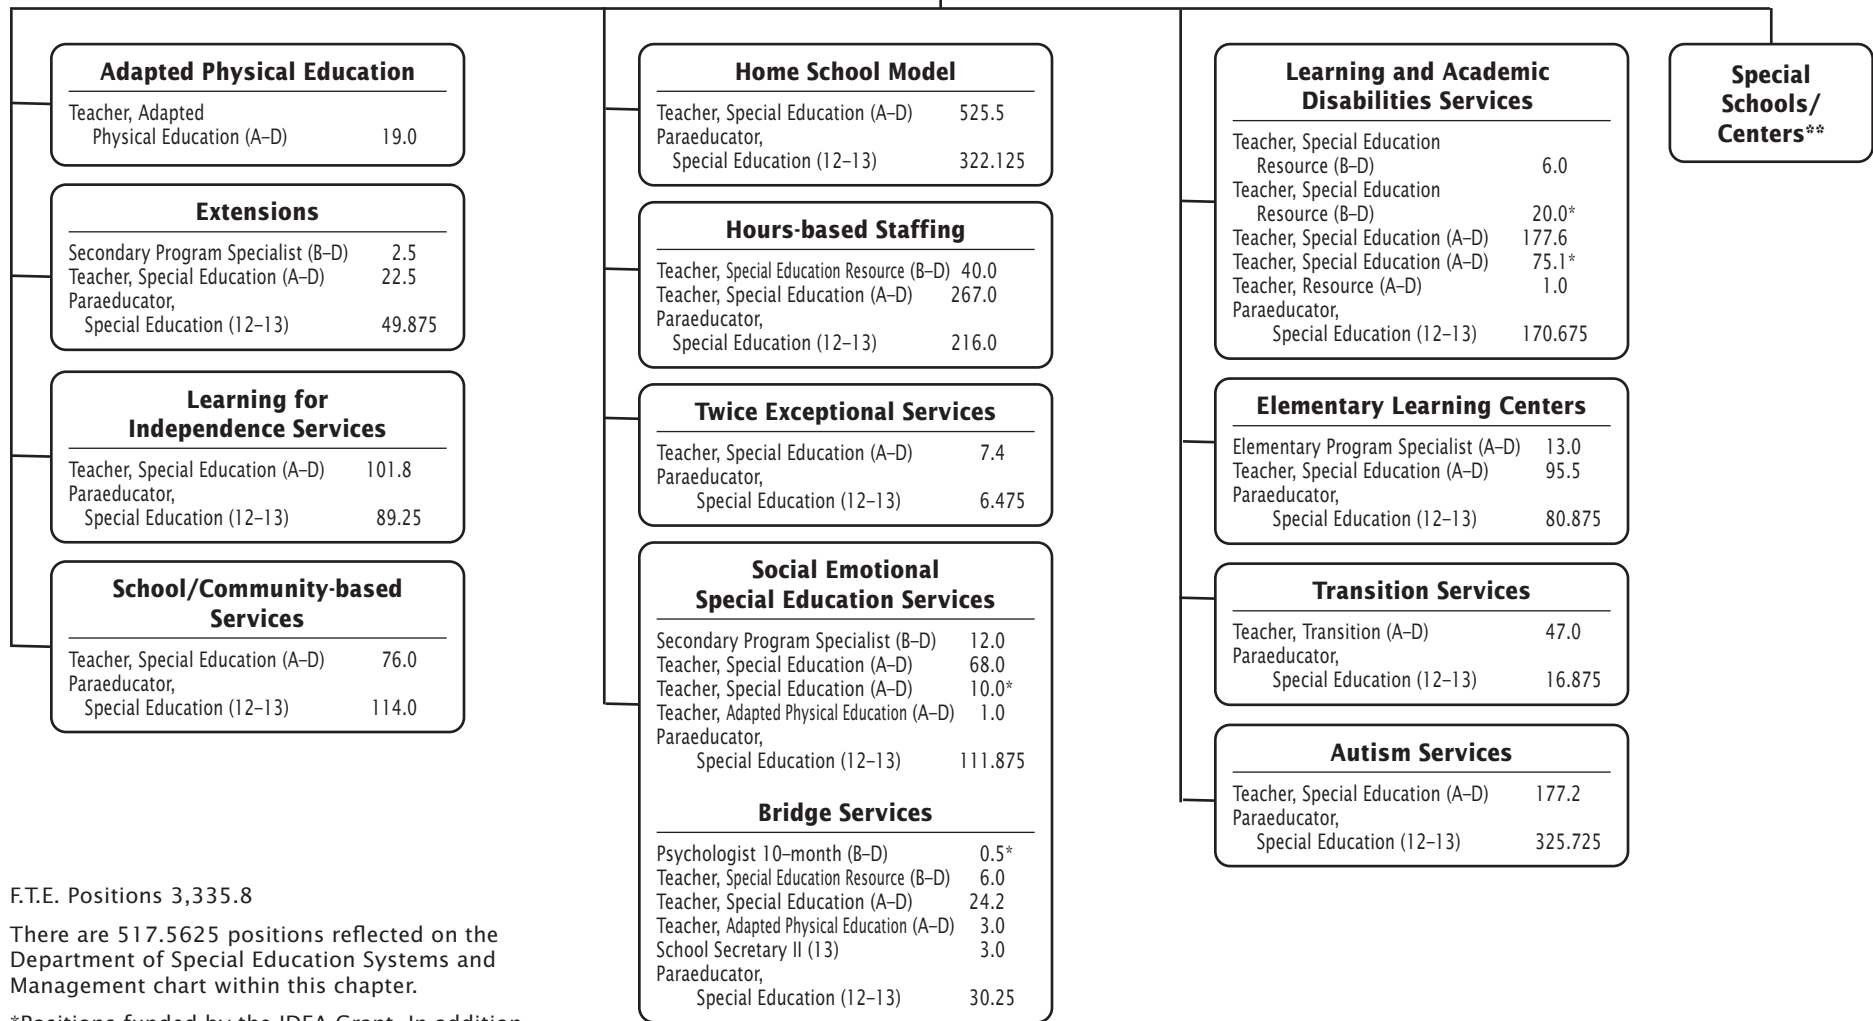 Adapted Physical Education
Teacher, Adapted
Physical Education (A–D) 19.0
Extensions
Secondary Program Specialist (B–D) 2.5
Teacher, Special Education (A–D) 22.5
Paraeducator,
Special Education (12–13) 49.875
Learning for
Independence Services
Teacher, Special Education (A–D) 101.8
Paraeducator,
Special Education (12–13) 89.25
School/Community-based
Services
Teacher, Special Education (A–D) 76.0
Paraeducator,
Special Education (12–13) 114.0
Home School Model
Teacher, Special Education (A–D) 525.5
Paraeducator,
Special Education (12–13) 322.125
Hours-based Staffing
Teacher, Special Education Resource (B–D) 40.0
Teacher, Special Education (A–D) 267.0
Paraeducator,
Special Education (12–13) 216.0
Twice Exceptional Services
Teacher, Special Education (A–D) 7.4
Paraeducator,
Special Education (12–13) 6.475
Social Emotional
Special Education Services
Secondary Program Specialist (B–D) 12.0
Teacher, Special Education (A–D) 68.0
Teacher, Special Education (A–D) 10.0*
Teacher, Adapted Physical Education (A–D) 1.0
Paraeducator,
Special Education (12–13) 111.875
Bridge Services
Psychologist 10–month (B–D) 0.5*
Teacher, Special Education Resource (B–D) 6.0
Teacher, Special Education (A–D) 24.2
Teacher, Adapted Physical Education (A–D) 3.0
School Secretary II (13) 3.0
Paraeducator,
Special Education (12–13) 30.25
Learning and Academic
Disabilities Services
Teacher, Special Education
Resource (B–D) 6.0
Teacher, Special Education
Resource (B–D) 20.0*
Teacher, Special Education (A–D) 177.6
Teacher, Special Education (A–D) 75.1*
Teacher, Resource (A–D) 1.0
Paraeducator,
Special Education (12–13) 170.675
Elementary Learning Centers
Elementary Program Specialist (A–D) 13.0
Teacher, Special Education (A–D) 95.5
Paraeducator,
Special Education (12–13) 80.875
Transition Services
Teacher, Transition (A–D) 47.0
Paraeducator,
Special Education (12–13) 16.875
Autism Services
Teacher, Special Education (A–D) 177.2
Paraeducator,
Special Education (12–13) 325.725
Special
Schools/
Centers**
F.T.E. Positions 3,335.8
There are 517.5625 positions reflected on the
Department of Special Education Systems and
Management chart within this chapter.
*Positions funded by the IDEA Grant. In addition,